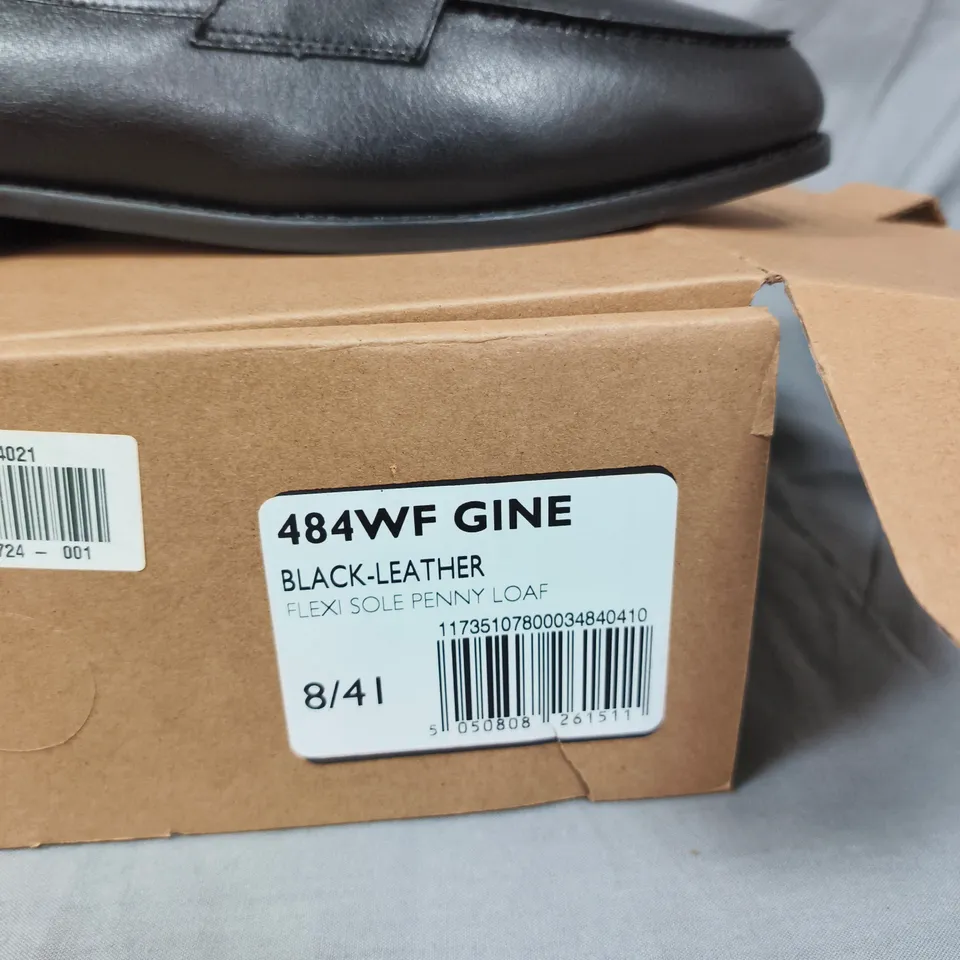 4021
724 - 001
484WF GINE
BLACK-LEATHER
FLEXI SOLE PENNY LOAF
11735107800034840410
8/41
5 050808 261511